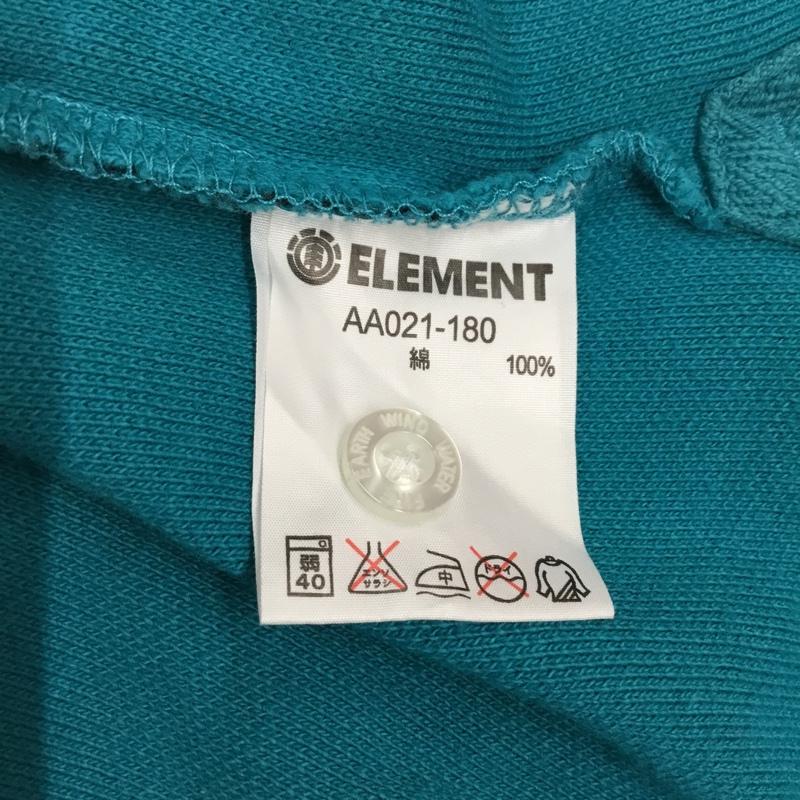 ELEMENT
AA021-180
綿 100%
EARTH WIND WATER FIRE
弱
40
エンソ
サラシ
中
ドライ